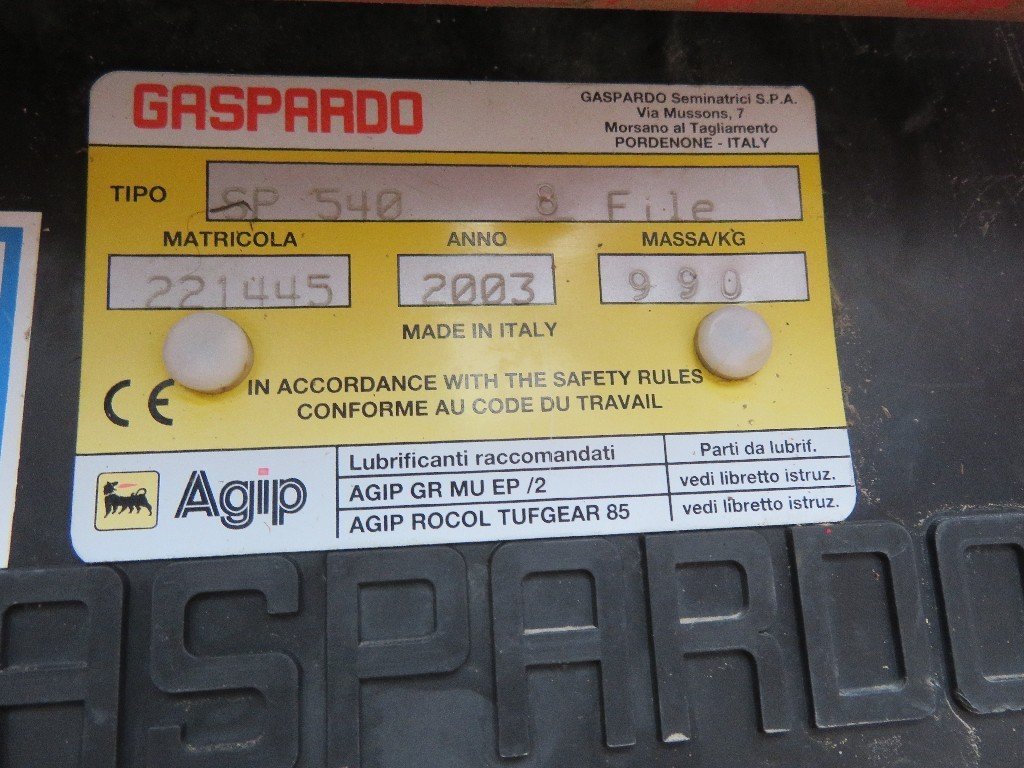 GASPARDO
GASPARDO Seminatrici S.P.A.
Via Mussons, 7
Morsano al Tagliamento
PORDENONE - ITALY
TIPO SP 540 8 File
MATRICOLA ANNO MASSA/KG
221445 2003 990
MADE IN ITALY
CE IN ACCORDANCE WITH THE SAFETY RULES
CONFORME AU CODE DU TRAVAIL
Agip
Lubrificanti raccomandati Parti da lubrif.
AGIP GR MU EP /2 vedi libretto istruz.
AGIP ROCOL TUFGEAR 85 vedi libretto istruz.
ASPARDO